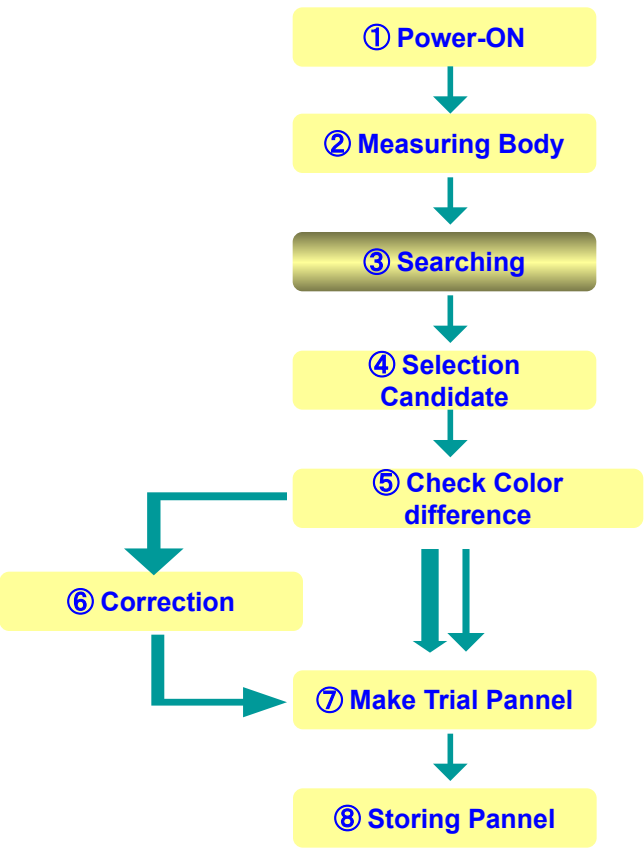 ① Power-ON
② Measuring Body
③ Searching
④ Selection
Candidate
⑤ Check Color
difference
⑥ Correction
⑦ Make Trial Pannel
⑧ Storing Pannel